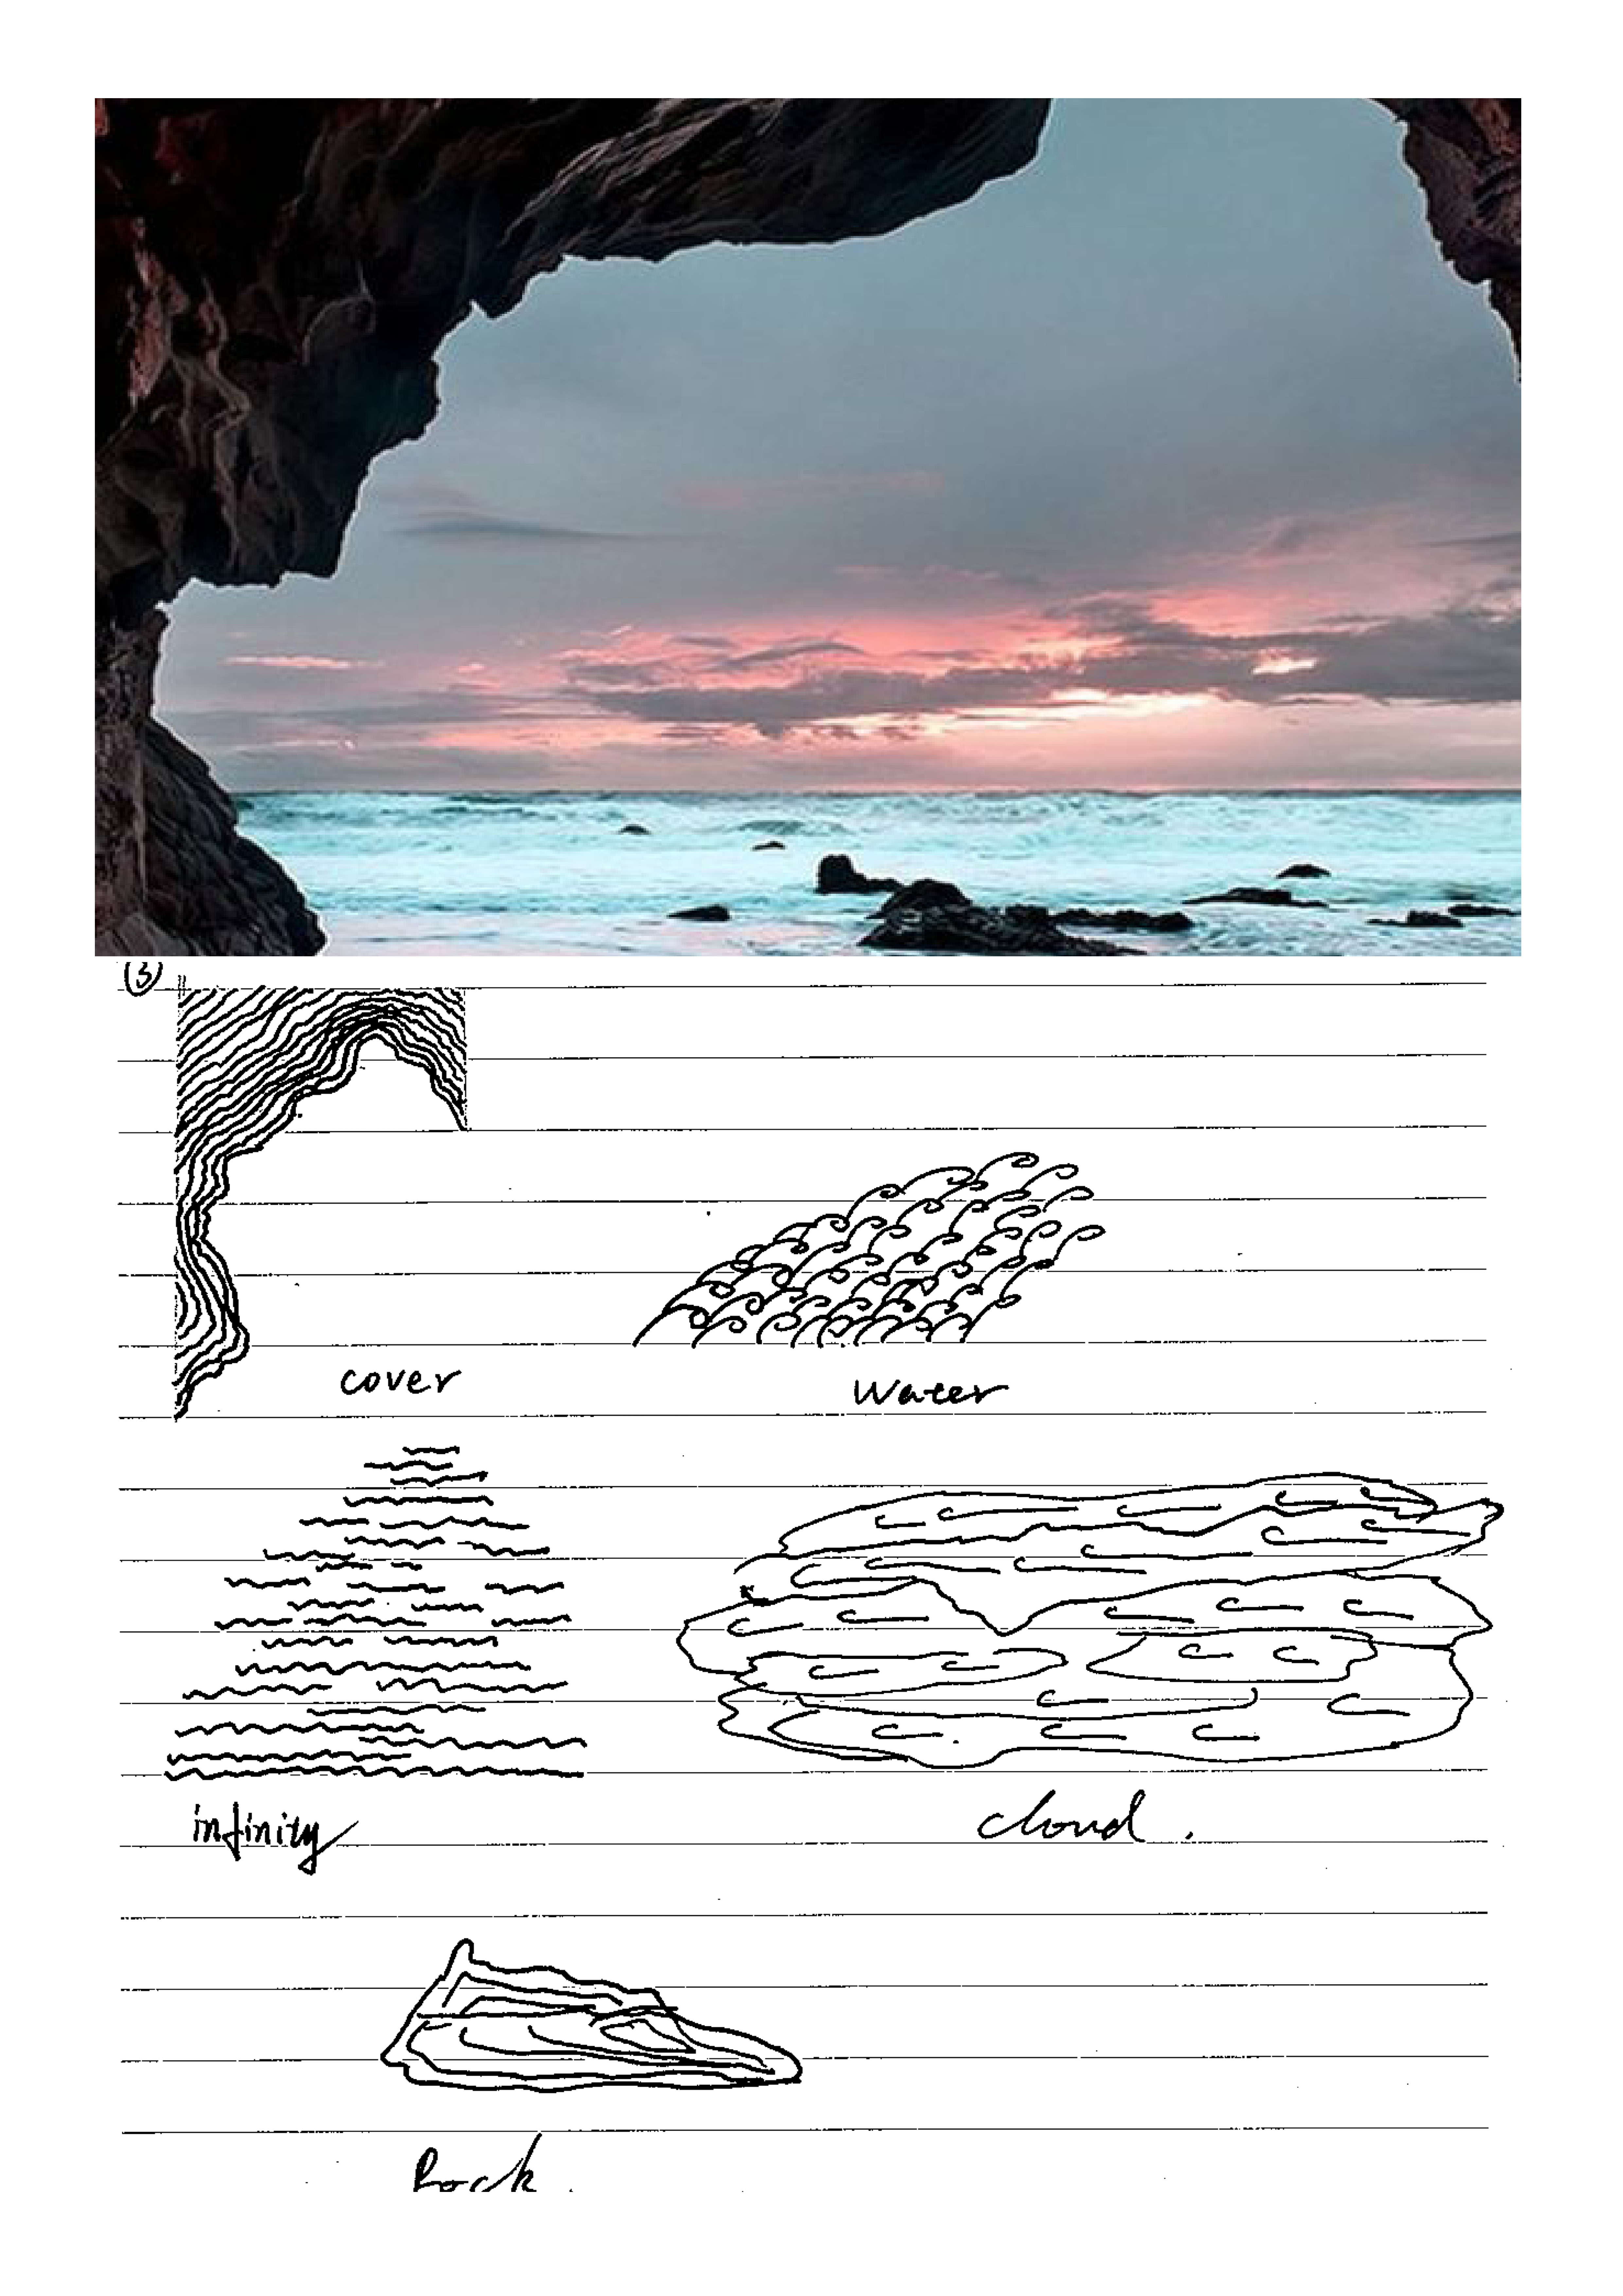 ③
cover
Water
infinity
cloud.
Rock.